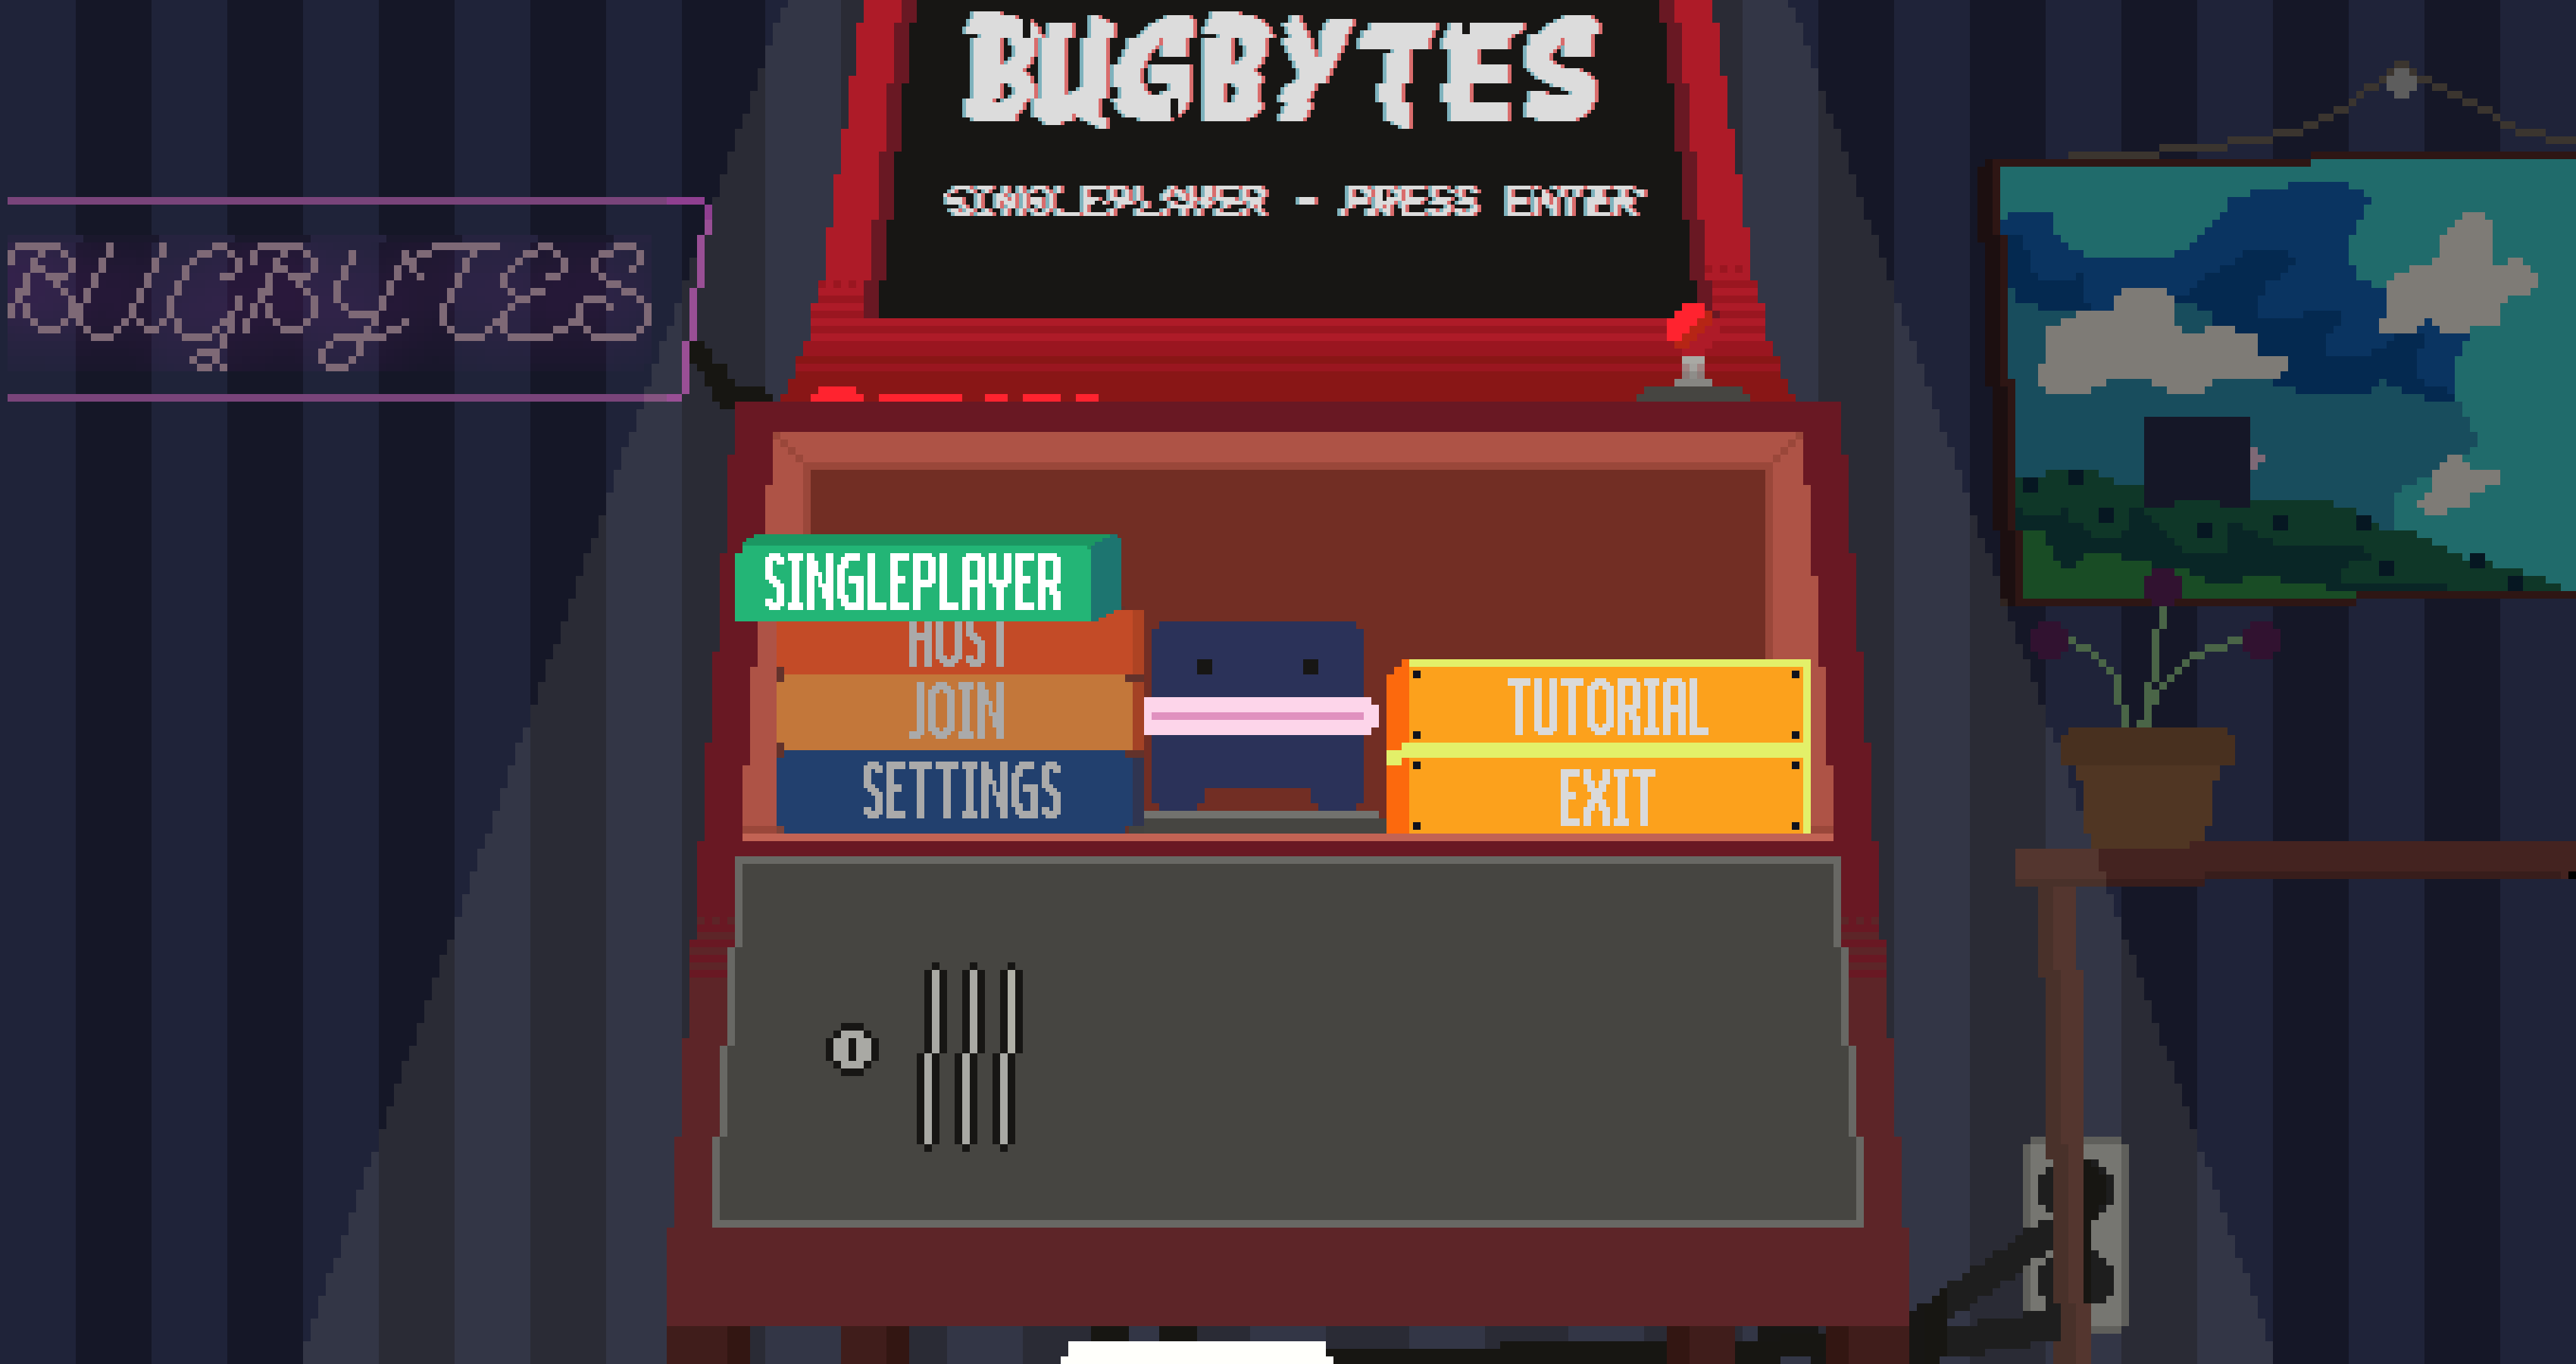 BUGBYTES
SINGLEPLAYER - PRESS ENTER
BUGBYTES
SINGLEPLAYER
HOST
JOIN
SETTINGS
TUTORIAL
EXIT